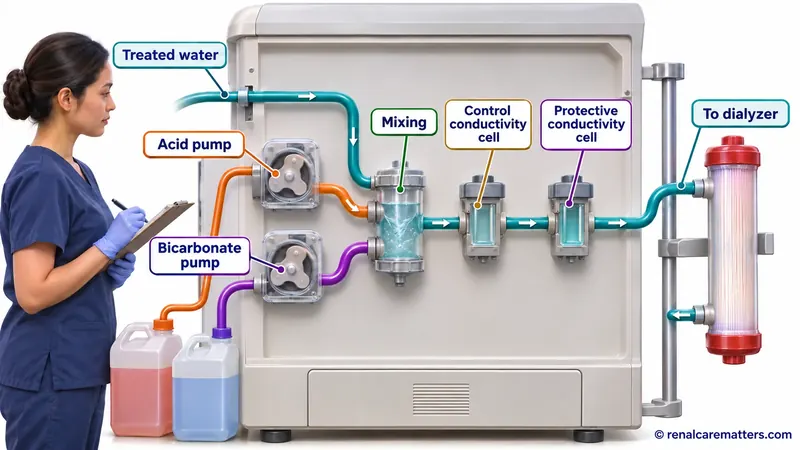 Treated water
Acid pump
Bicarbonate
pump
Mixing
Control
conductivity
cell
Protective
conductivity
cell
To dialyzer
© renalcarematters.com